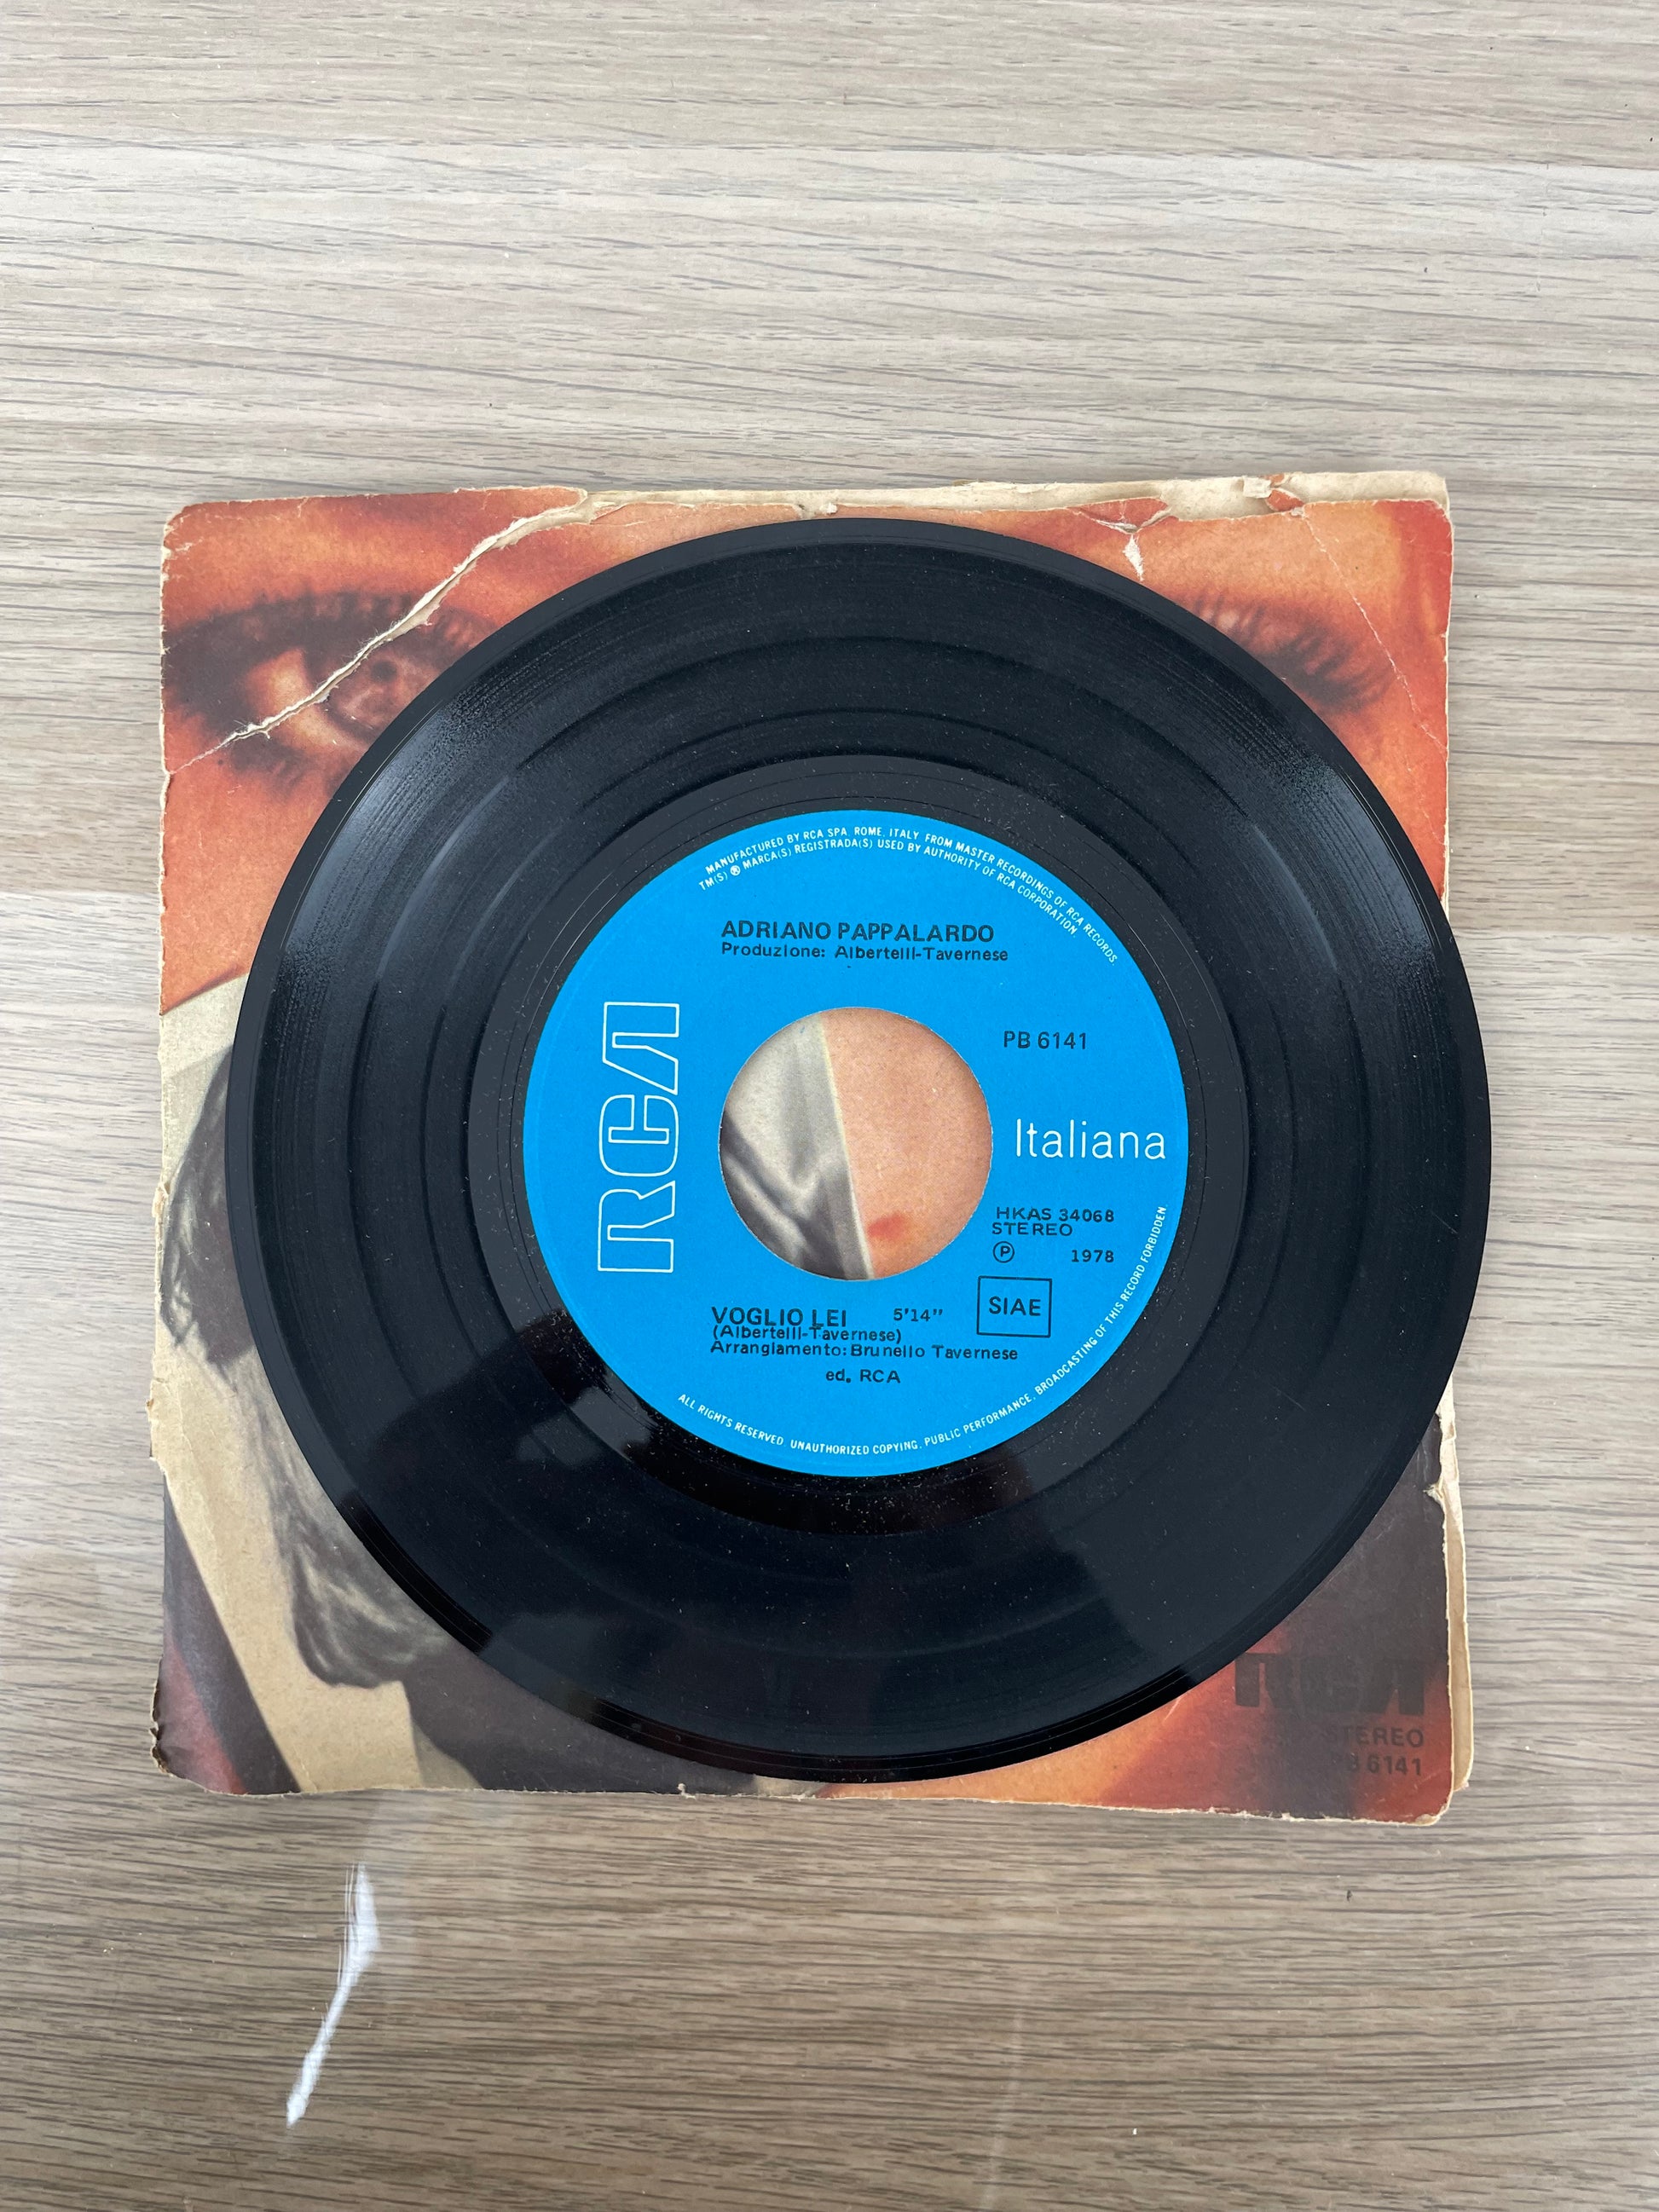 MANUFACTURED BY RCA SPA. ROME, ITALY. FROM MASTER RECORDINGS OF RCA RECORDS.
TM(S) ® MARCA(S) REGISTRADA(S) USED BY AUTHORITY OF RCA CORPORATION.
ADRIANO PAPPALARDO
Produzione: Albertelli-Tavernese
PB 6141
RCA
Italiana
HKAS 34068
STEREO
Ⓟ 1978
SIAE
VOGLIO LEI 5'14"
(Albertelli-Tavernese)
Arrangiamento: Brunello Tavernese
ed. RCA
ALL RIGHTS RESERVED. UNAUTHORIZED COPYING, PUBLIC PERFORMANCE, BROADCASTING OF THIS RECORD FORBIDDEN
RCA
STEREO
PB 6141